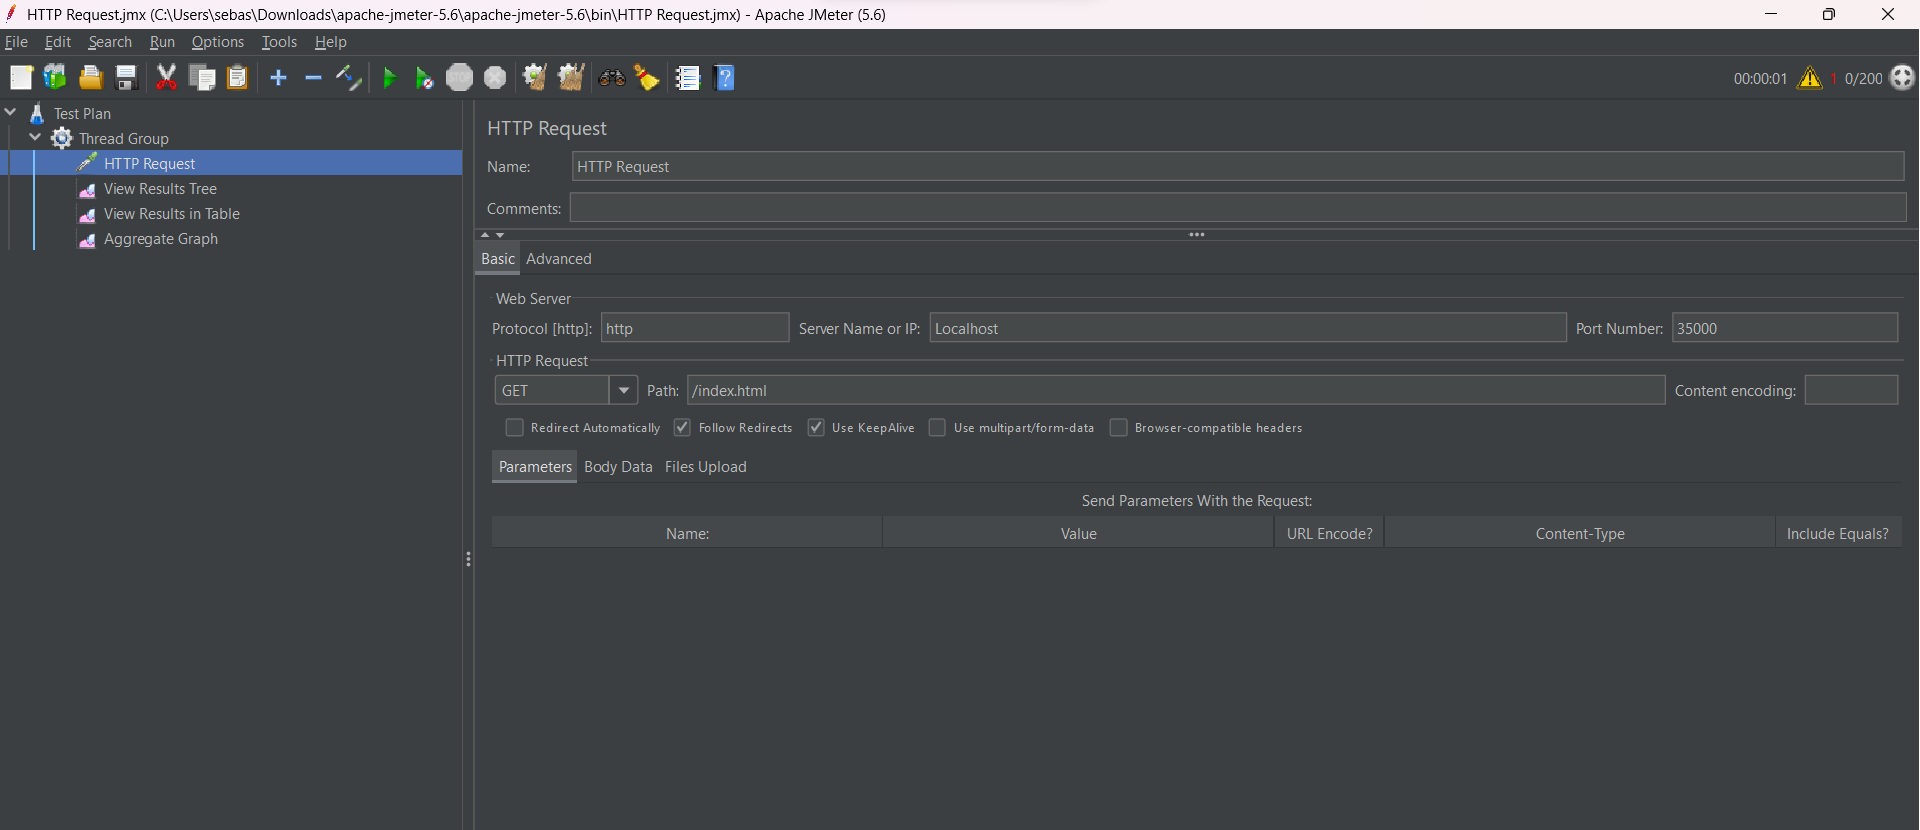 HTTP Request.jmx (C:\Users\sebas\Downloads\apache-jmeter-5.6\apache-jmeter-5.6\bin\HTTP Request.jmx) - Apache JMeter (5.6)
File Edit Search Run Options Tools Help
STOP ? 00:00:01 1 0/200
Test Plan
Thread Group
HTTP Request
View Results Tree
View Results in Table
Aggregate Graph
HTTP Request
Name: HTTP Request
Comments:
Basic Advanced
Web Server
Protocol [http]: http Server Name or IP: Localhost Port Number: 35000
HTTP Request
GET Path: /index.html Content encoding:
Redirect Automatically Follow Redirects Use KeepAlive Use multipart/form-data Browser-compatible headers
Parameters Body Data Files Upload
Send Parameters With the Request:
Name: Value URL Encode? Content-Type Include Equals?